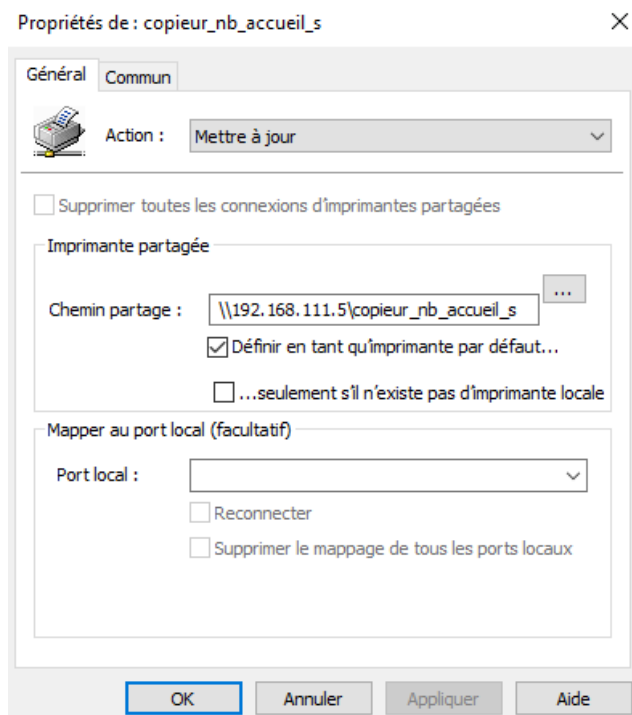 Propriétés de : copieur_nb_accueil_s
Général Commun
Action : Mettre à jour
Supprimer toutes les connexions d'imprimantes partagées
Imprimante partagée
...
Chemin partage : \\192.168.111.5\copieur_nb_accueil_s
Définir en tant qu'imprimante par défaut...
...seulement s'il n'existe pas d'imprimante locale
Mapper au port local (facultatif)
Port local :
Reconnecter
Supprimer le mappage de tous les ports locaux
OK Annuler Appliquer Aide